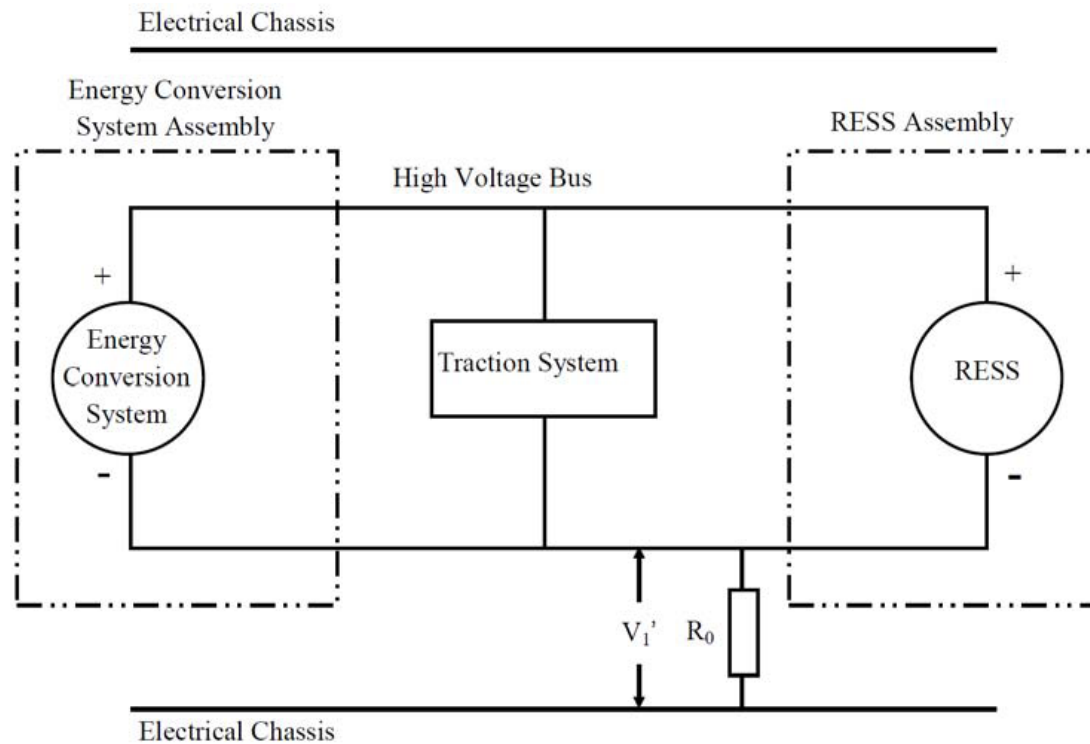 Electrical Chassis
Energy Conversion
System Assembly
RESS Assembly
High Voltage Bus
+
+
Energy
Conversion
System
Traction System
RESS
-
-
V₁’
R₀
Electrical Chassis